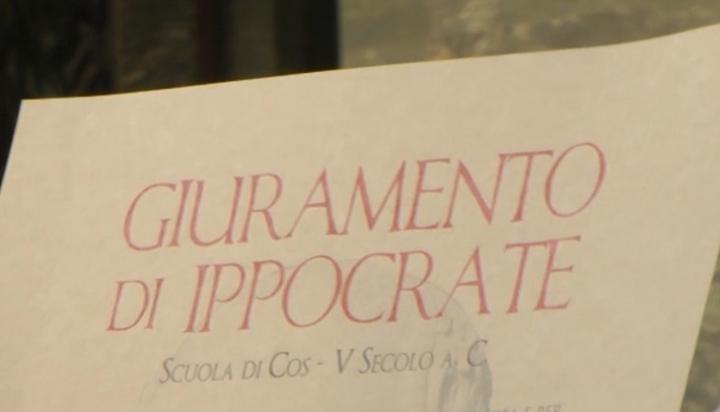 GIURAMENTO
DI IPPOCRATE
SCUOLA DI COS - V SECOLO A. C